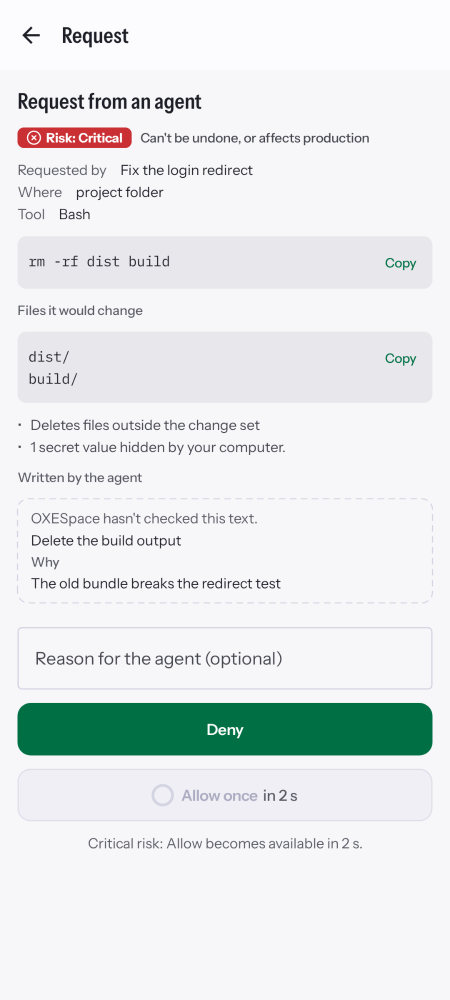 Request
Request from an agent
Risk: Critical Can't be undone, or affects production
Requested by Fix the login redirect
Where project folder
Tool Bash
rm -rf dist build Copy
Files it would change
dist/ Copy
build/
• Deletes files outside the change set
• 1 secret value hidden by your computer.
Written by the agent
OXESpace hasn't checked this text.
Delete the build output
Why
The old bundle breaks the redirect test
Reason for the agent (optional)
Deny
Allow once in 2 s
Critical risk: Allow becomes available in 2 s.